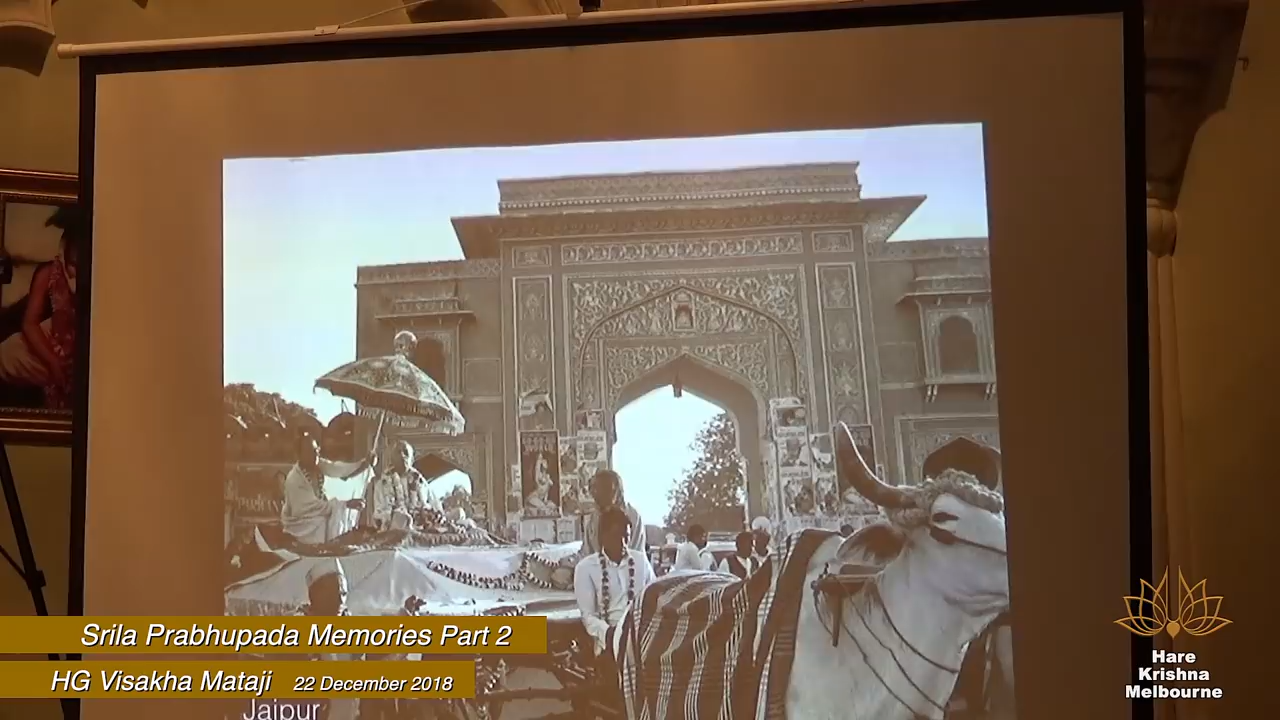 Srila Prabhupada Memories Part 2
HG Visakha Mataji 22 December 2018
Jaipur
Hare
Krishna
Melbourne